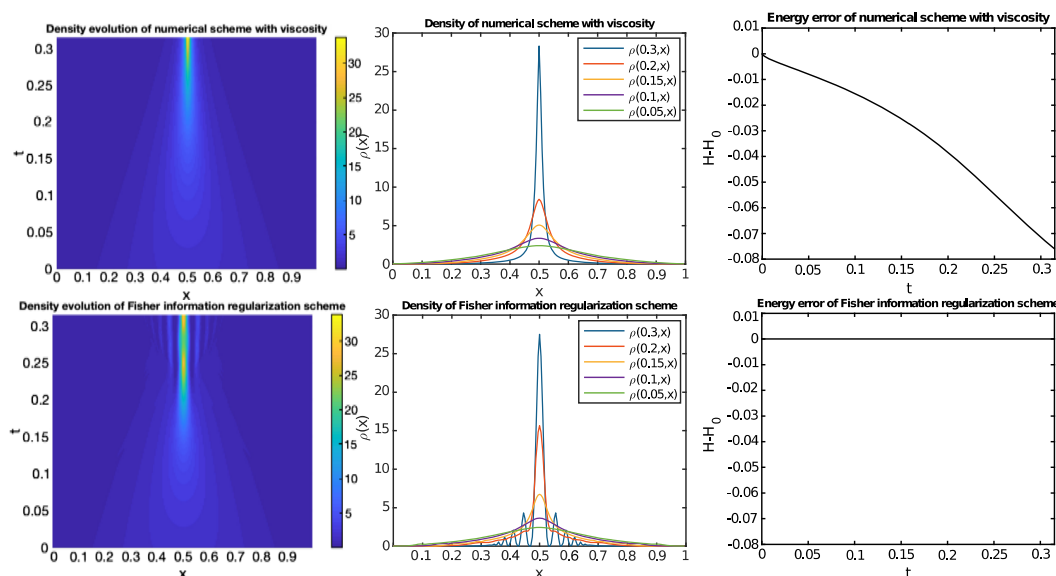 Density evolution of numerical scheme with viscosity
0.3
0.25
0.2
0.15
0.1
0.05
0
t
0.1 0.2 0.3 0.4 0.5 0.6 0.7 0.8 0.9
x
30
25
20
15
10
5
Density of numerical scheme with viscosity
30
25
20
15
10
5
0
ρ(x)
0 0.1 0.2 0.3 0.4 0.5 0.6 0.7 0.8 0.9 1
x
ρ(0.3,x)
ρ(0.2,x)
ρ(0.15,x)
ρ(0.1,x)
ρ(0.05,x)
Energy error of numerical scheme with viscosity
0.01
0
-0.01
-0.02
-0.03
-0.04
-0.05
-0.06
-0.07
-0.08
H-H0
0 0.05 0.1 0.15 0.2 0.25 0.3
t
Density evolution of Fisher information regularization scheme
0.3
0.25
0.2
0.15
0.1
0.05
0
t
0.1 0.2 0.3 0.4 0.5 0.6 0.7 0.8 0.9
x
30
25
20
15
10
5
Density of Fisher information regularization scheme
30
25
20
15
10
5
0
ρ(x)
0 0.1 0.2 0.3 0.4 0.5 0.6 0.7 0.8 0.9 1
x
ρ(0.3,x)
ρ(0.2,x)
ρ(0.15,x)
ρ(0.1,x)
ρ(0.05,x)
Energy error of Fisher information regularization scheme
0.01
0
-0.01
-0.02
-0.03
-0.04
-0.05
-0.06
-0.07
-0.08
H-H0
0 0.05 0.1 0.15 0.2 0.25 0.3
t